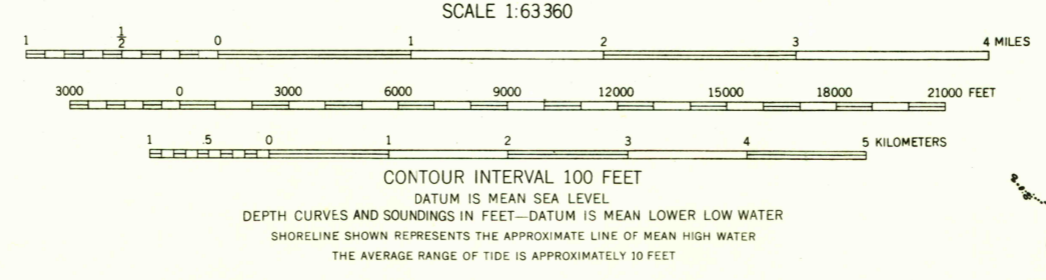 SCALE 1:63360
1 1/2 0 1 2 3 4 MILES
3000 0 3000 6000 9000 12000 15000 18000 21000 FEET
1 .5 0 1 2 3 4 5 KILOMETERS
CONTOUR INTERVAL 100 FEET
DATUM IS MEAN SEA LEVEL
DEPTH CURVES AND SOUNDINGS IN FEET—DATUM IS MEAN LOWER LOW WATER
SHORELINE SHOWN REPRESENTS THE APPROXIMATE LINE OF MEAN HIGH WATER
THE AVERAGE RANGE OF TIDE IS APPROXIMATELY 10 FEET